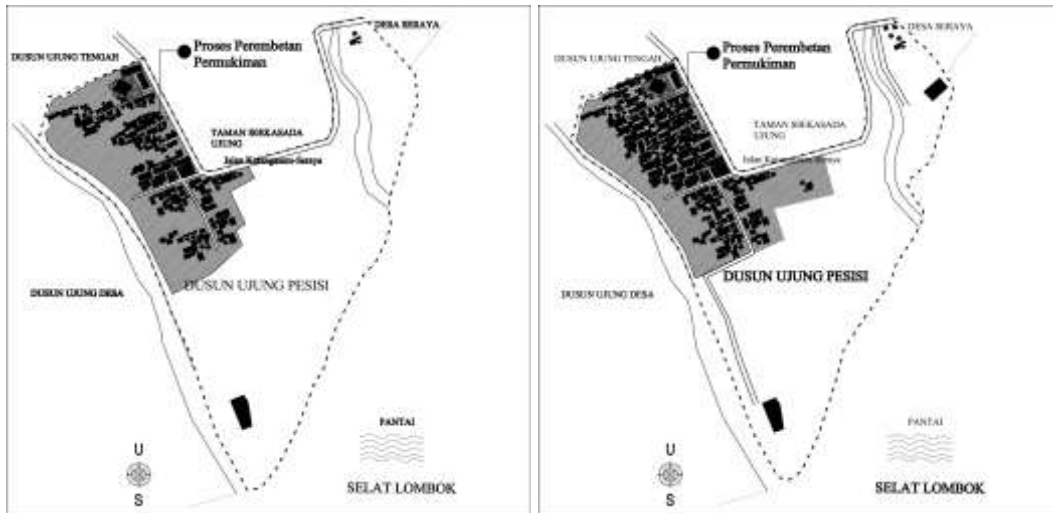 DESA SERAYA
Proses Perembetan
Permukiman
DUSUN UJUNG TENGAH
TAMAN SOEKASADA
UJUNG
Jalan
DUSUN UJUNG PESISI
DUSUN UJUNG DESA
PANTAI
U
S
SELAT LOMBOK
DESA SERAYA
Proses Perembetan
Permukiman
DUSUN UJUNG TENGAH
TAMAN SOEKASADA
UJUNG
Jalan
DUSUN UJUNG PESISI
DUSUN UJUNG DESA
PANTAI
U
S
SELAT LOMBOK